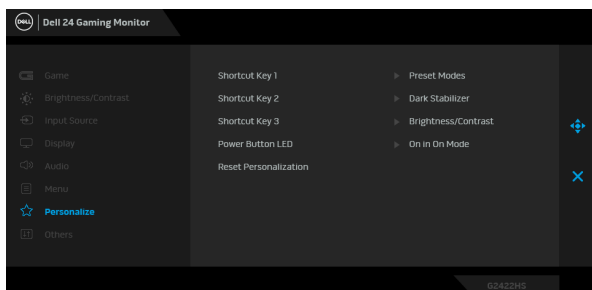 DELL Dell 24 Gaming Monitor
Game
Brightness/Contrast
Input Source
Display
Audio
Menu
Personalize
Others
Shortcut Key 1 Preset Modes
Shortcut Key 2 Dark Stabilizer
Shortcut Key 3 Brightness/Contrast
Power Button LED On in On Mode
Reset Personalization
G2422HS